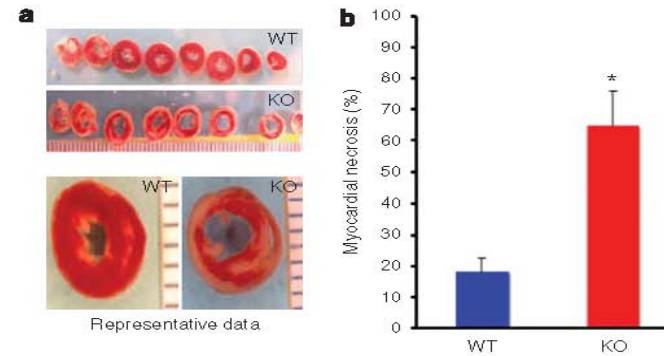 a
WT
KO
WT
KO
Representative data
b
Myocardial necrosis (%)
100
90
80
70
60
50
40
30
20
10
0
*
WT
KO